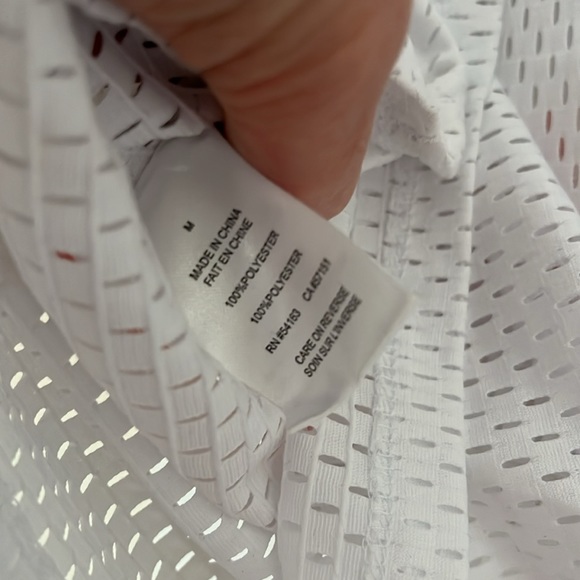 M
MADE IN CHINA
FAIT EN CHINE
100%POLYESTER
100%POLYESTER
RN #54163 CA#57151
CARE ON REVERSE
SOIN SUR L'INVERSE